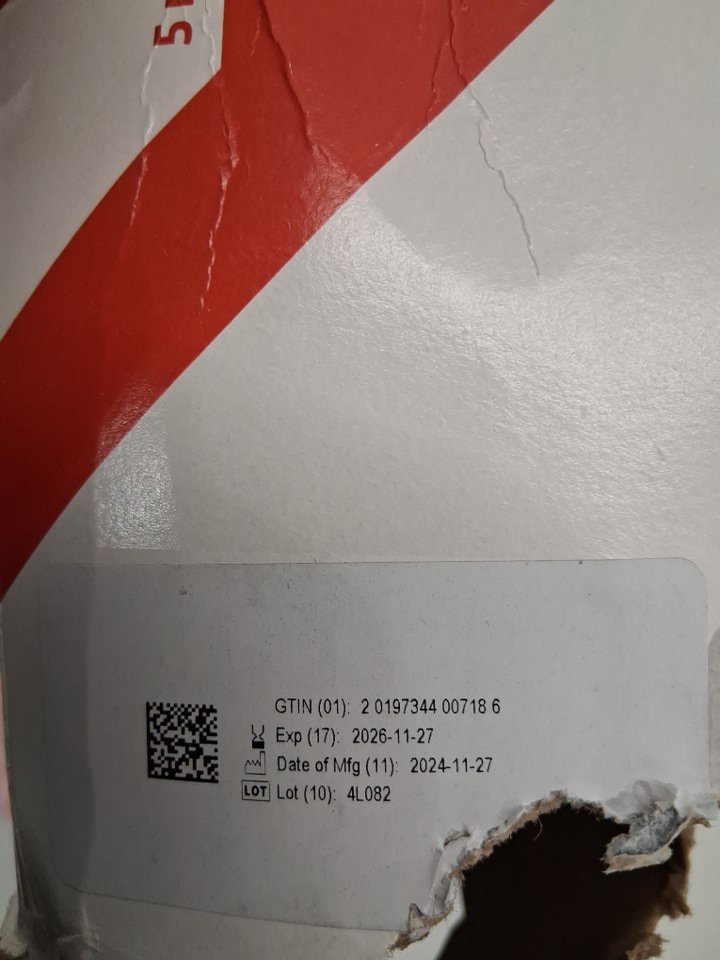 5
GTIN (01): 2 0197344 00718 6
Exp (17): 2026-11-27
Date of Mfg (11): 2024-11-27
LOT Lot (10): 4L082